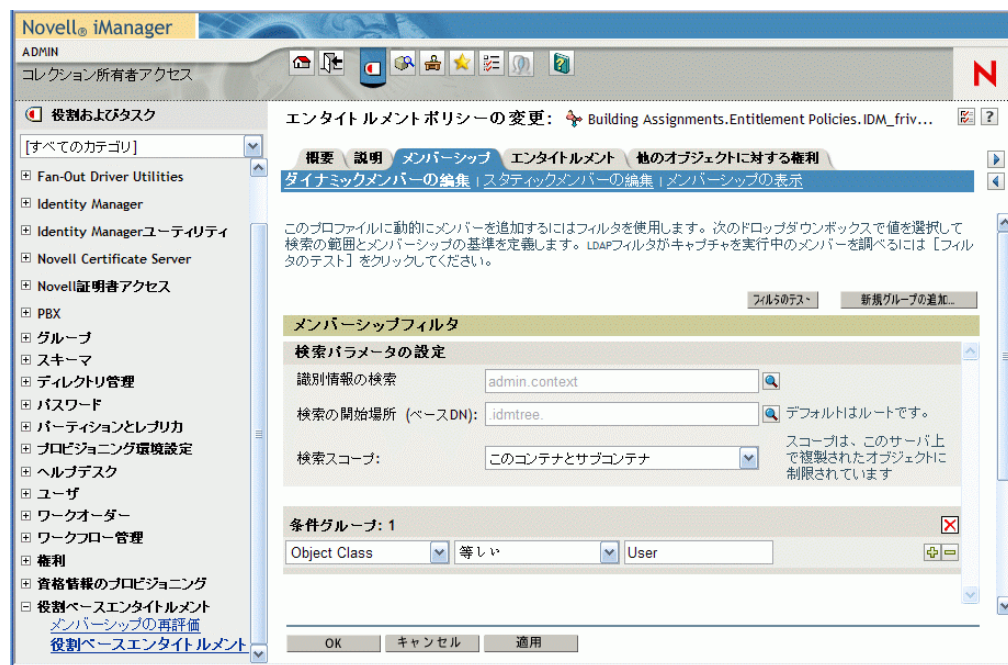 Novell® iManager
ADMIN
コレクション所有者アクセス
N
役割およびタスク
[すべてのカテゴリ]
Fan-Out Driver Utilities
Identity Manager
Identity Managerユーティリティ
Novell Certificate Server
Novell証明書アクセス
PBX
グループ
スキーマ
ディレクトリ管理
パスワード
パーティションとレプリカ
プロビジョニング環境設定
ヘルプデスク
ユーザ
ワークオーダー
ワークフロー管理
権利
資格情報のプロビジョニング
役割ベースエンタイトルメント
メンバーシップの再評価
役割ベースエンタイトルメント
エンタイトルメントポリシーの変更: Building Assignments.Entitlement Policies.IDM_friv...
概要 説明 メンバーシップ エンタイトルメント 他のオブジェクトに対する権利
ダイナミックメンバーの編集 | スタティックメンバーの編集 | メンバーシップの表示
このプロファイルに動的にメンバーを追加するにはフィルタを使用します。次のドロップダウンボックスで値を選択して
検索の範囲とメンバーシップの基準を定義します。LDAPフィルタがキャプチャを実行中のメンバーを調べるには［フィル
タのテスト］をクリックしてください。
新規グループの追加...
メンバーシップフィルタ
検索パラメータの設定
識別情報の検索 admin.context
検索の開始場所 (ベースDN): .idmtree. デフォルトはルートです。
検索スコープ: このコンテナとサブコンテナ
スコープは、このサーバ上
で複製されたオブジェクトに
制限されています
条件グループ: 1
Object Class 等しい User
OK キャンセル 適用